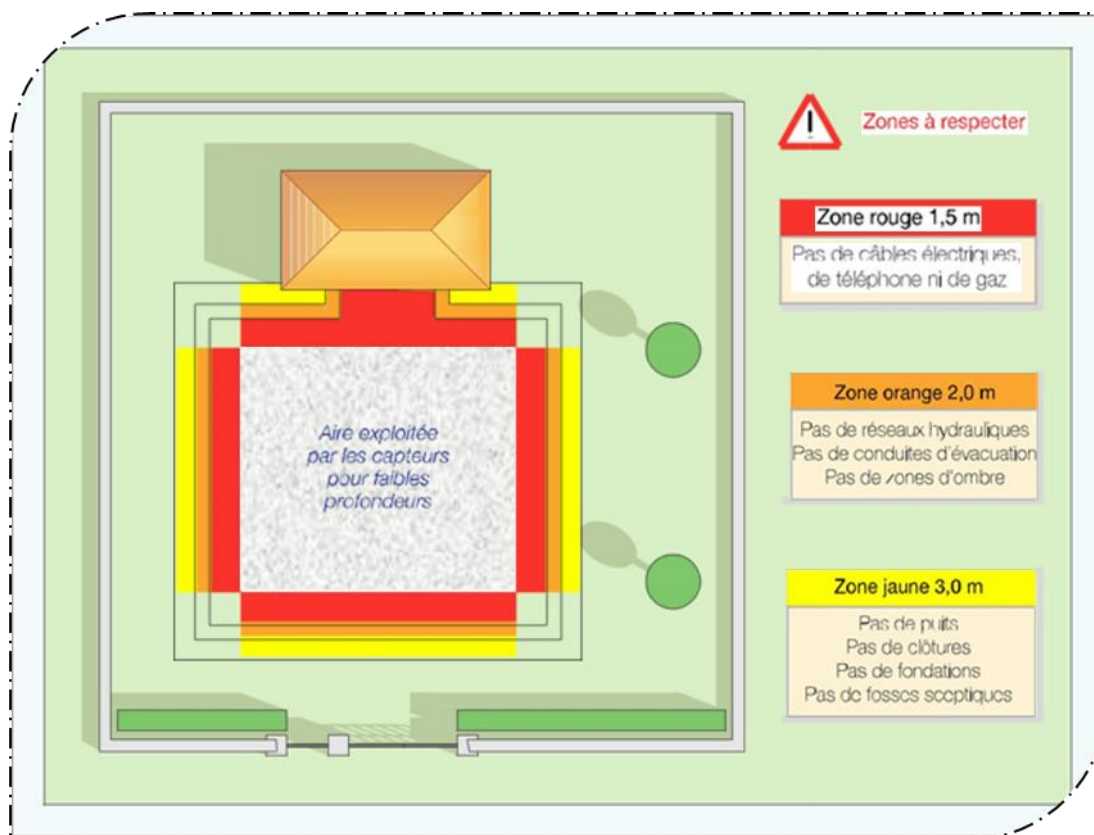 Zones à respecter
Zone rouge 1,5 m
Pas de câbles électriques,
de téléphone ni de gaz
Zone orange 2,0 m
Pas de réseaux hydrauliques
Pas de conduites d'évacuation
Pas de zones d'ombre
Zone jaune 3,0 m
Pas de puits
Pas de clôtures
Pas de fondations
Pas de fosses sceptiques
Aire exploitée
par les capteurs
pour faibles
profondeurs